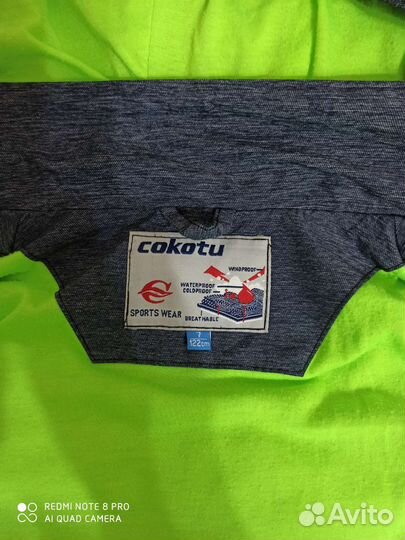 cokotu
WINDPROOF
WATERPROOF
COLDPROOF
SPORTS WEAR
BREATHABLE
7
122cm
REDMI NOTE 8 PRO
AI QUAD CAMERA
Avito